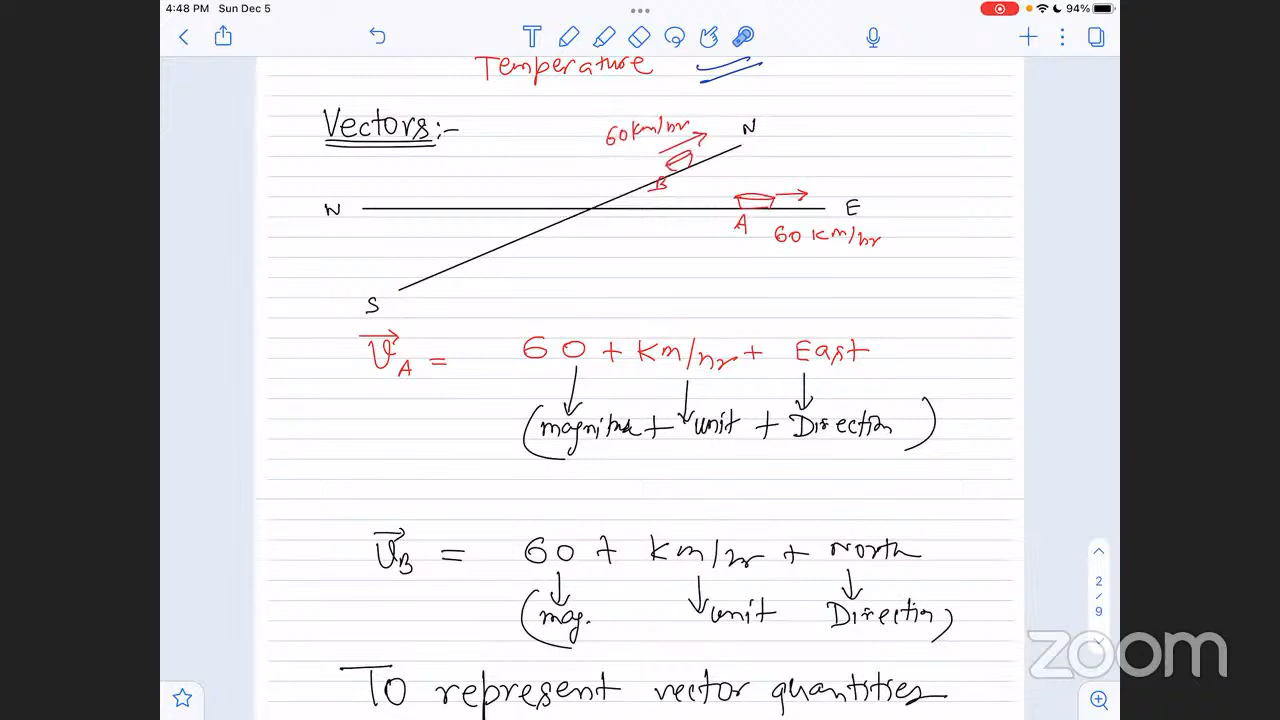 4:48 PM Sun Dec 5
94%
Temperature
Vectors:-
60 km/hr
N
B
W
E
A
60 km/hr
S
V A = 60 + km/hr + East
(magnitude + unit + Direction)
V B = 60 + km/hr + North
(mag. unit Direction)
2/9
zoom
To represent vector quantities